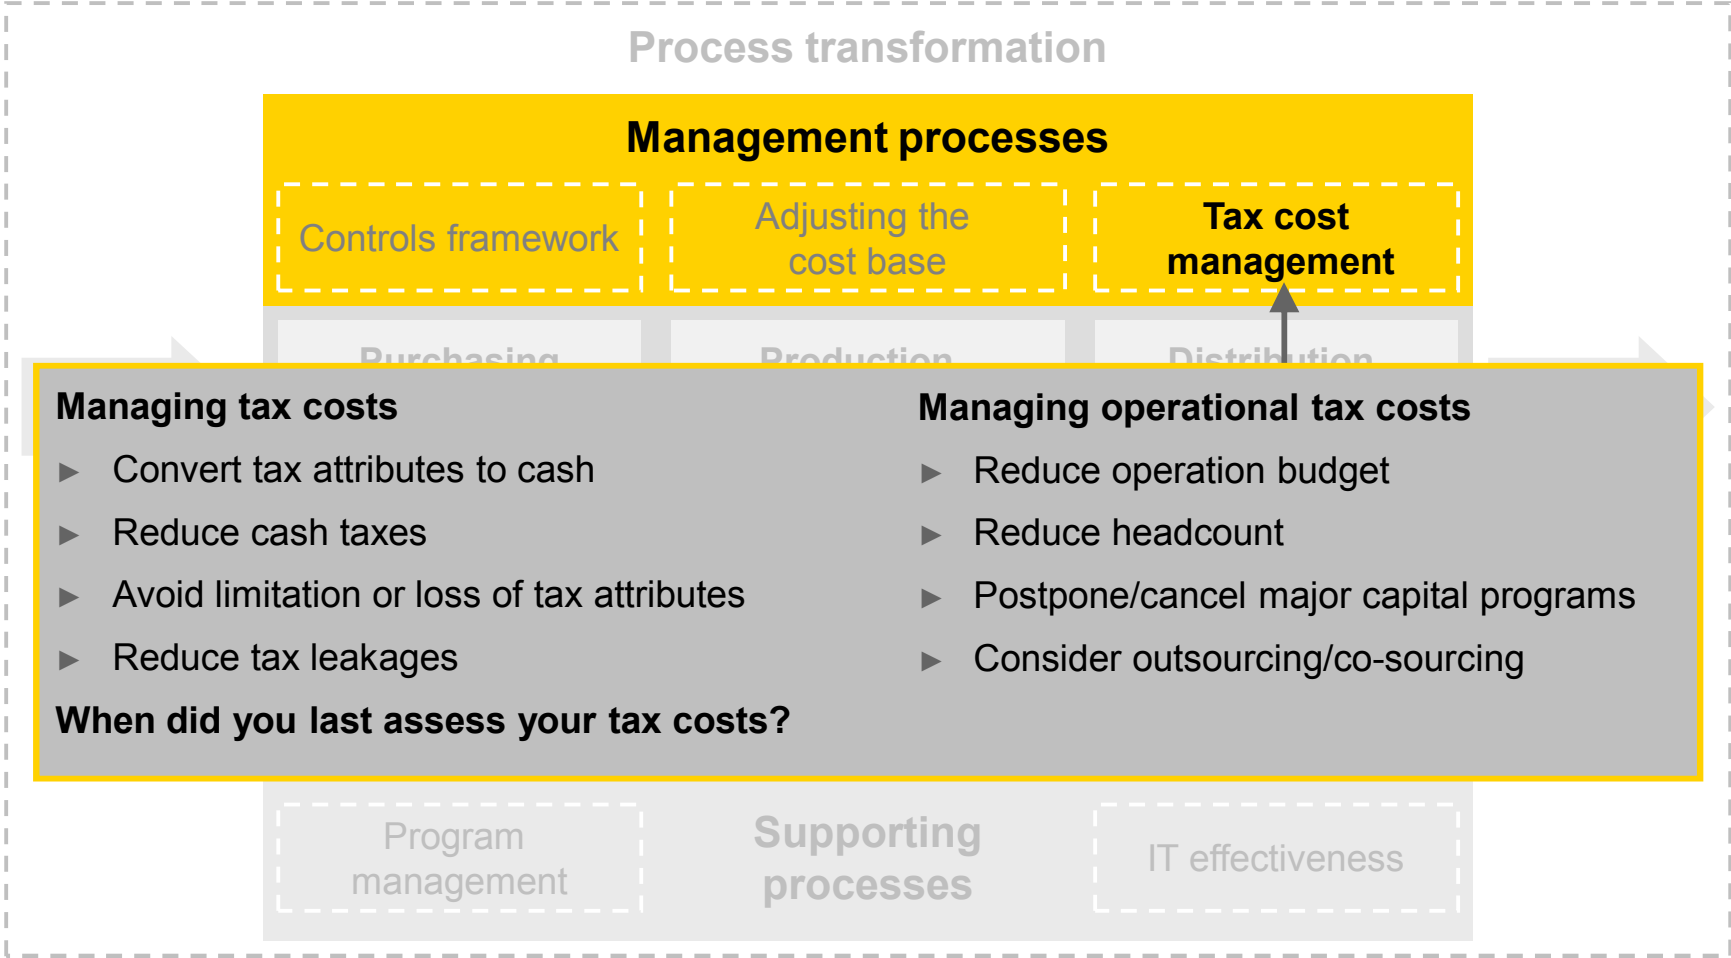 Process transformation
Management processes
Controls framework
Adjusting the
cost base
Tax cost
management
Purchasing
Production
Distribution
Managing tax costs
► Convert tax attributes to cash
► Reduce cash taxes
► Avoid limitation or loss of tax attributes
► Reduce tax leakages
When did you last assess your tax costs?
Managing operational tax costs
► Reduce operation budget
► Reduce headcount
► Postpone/cancel major capital programs
► Consider outsourcing/co-sourcing
Program
management
Supporting
processes
IT effectiveness